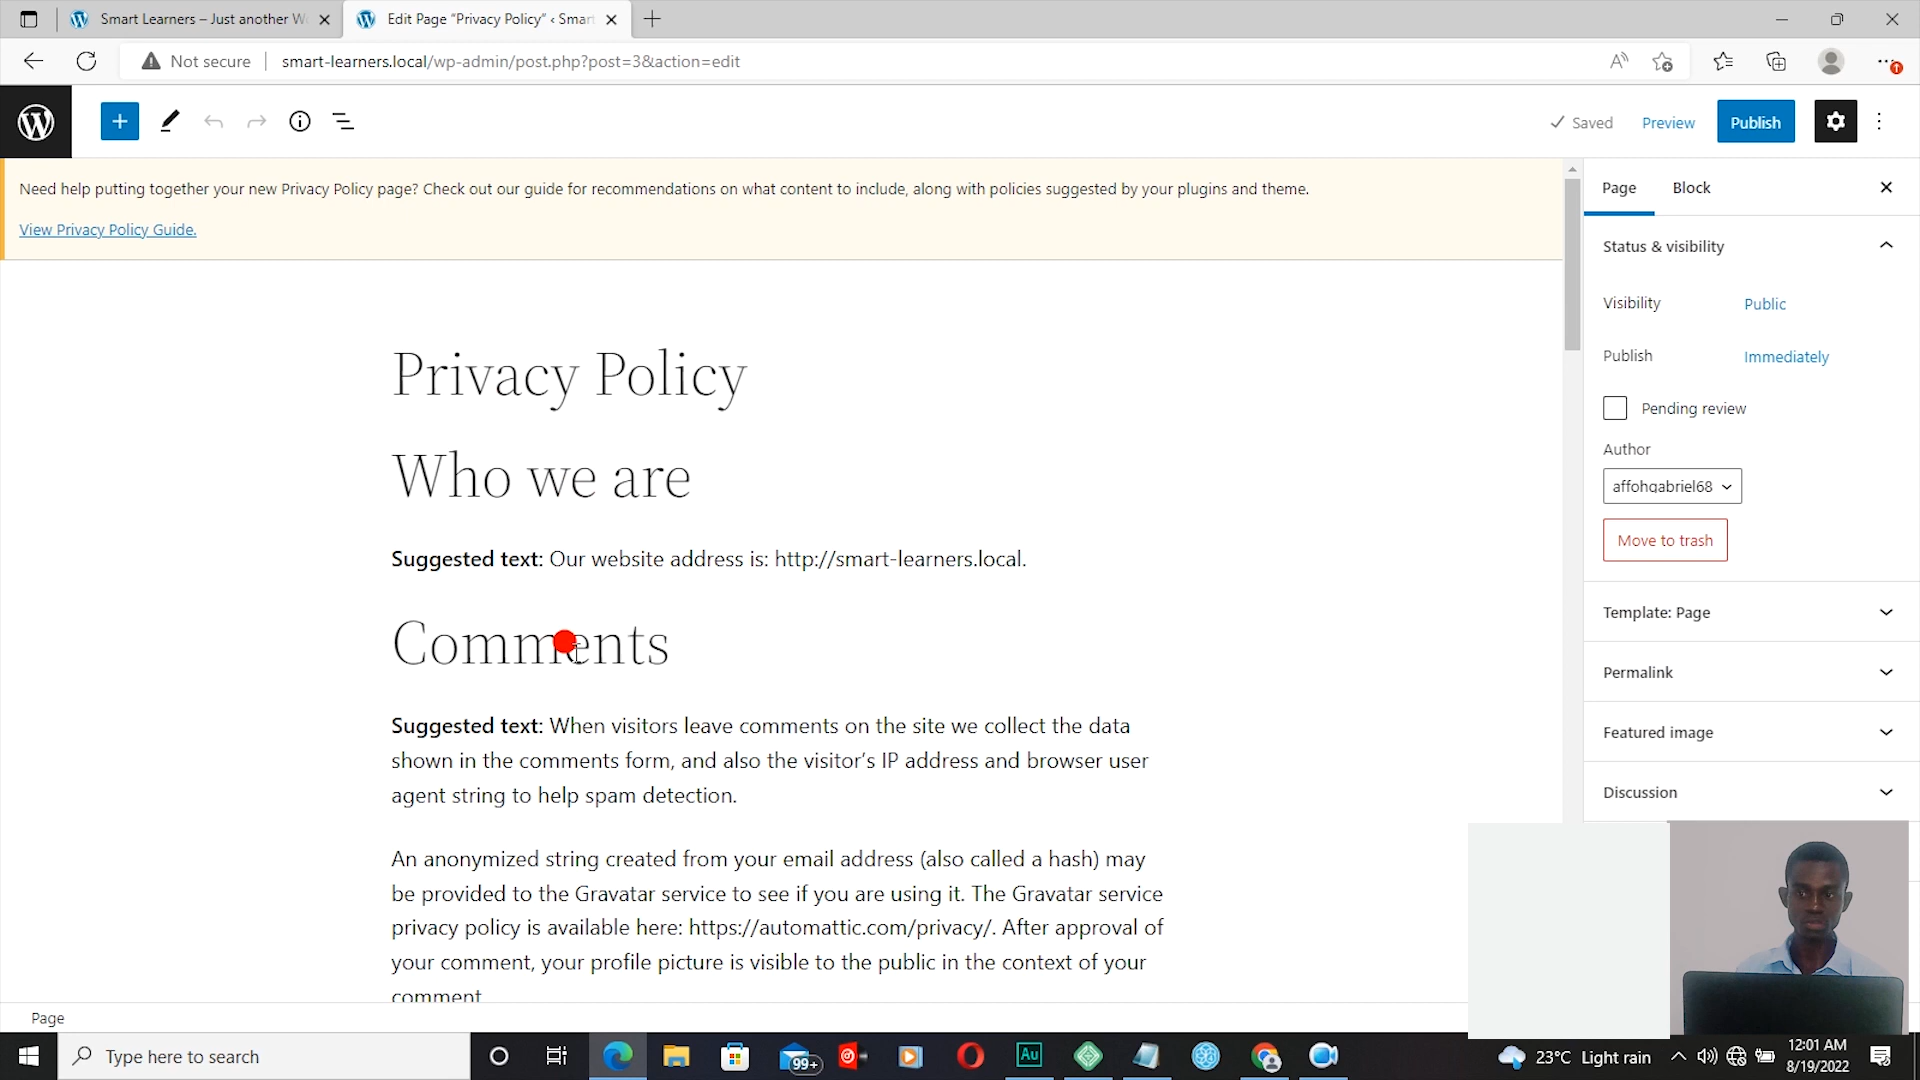 Smart Learners – Just another W
Edit Page “Privacy Policy” ‹ Smar
Not secure
smart-learners.local/wp-admin/post.php?post=3&action=edit
Saved
Preview
Publish
Need help putting together your new Privacy Policy page? Check out our guide for recommendations on what content to include, along with policies suggested by your plugins and theme.
View Privacy Policy Guide.
Page
Block
Status & visibility
Visibility
Public
Publish
Immediately
Pending review
Author
affohgabriel68
Move to trash
Template: Page
Permalink
Featured image
Discussion
Privacy Policy
Who we are
Suggested text: Our website address is: http://smart-learners.local.
Comments
Suggested text: When visitors leave comments on the site we collect the data
shown in the comments form, and also the visitor’s IP address and browser user
agent string to help spam detection.
An anonymized string created from your email address (also called a hash) may
be provided to the Gravatar service to see if you are using it. The Gravatar service
privacy policy is available here: https://automattic.com/privacy/. After approval of
your comment, your profile picture is visible to the public in the context of your
comment
Page
Type here to search
99+
Au
23°C Light rain
12:01 AM
8/19/2022